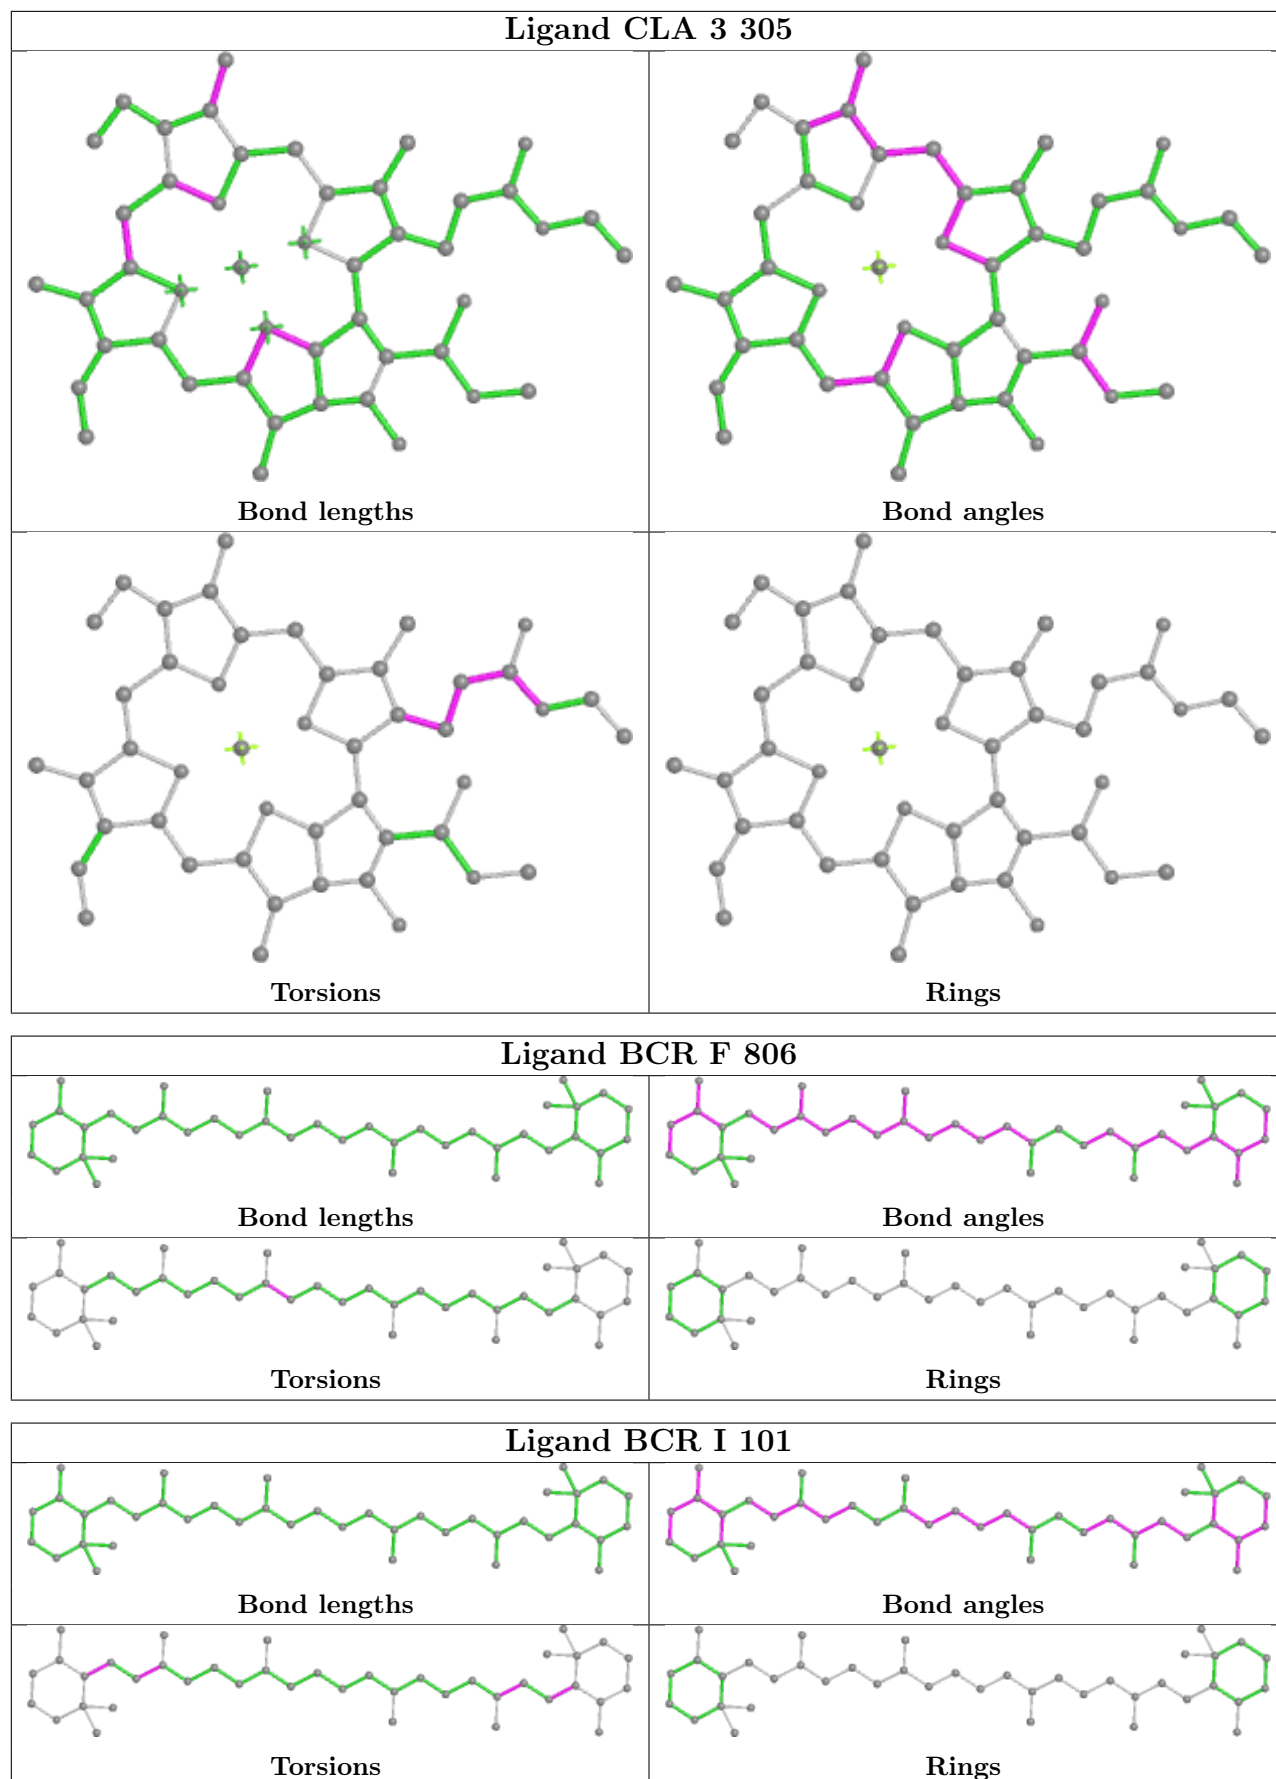 Ligand CLA 3 305
Bond lengths
Bond angles
Torsions
Rings
Ligand BCR F 806
Bond lengths
Bond angles
Torsions
Rings
Ligand BCR I 101
Bond lengths
Bond angles
Torsions
Rings